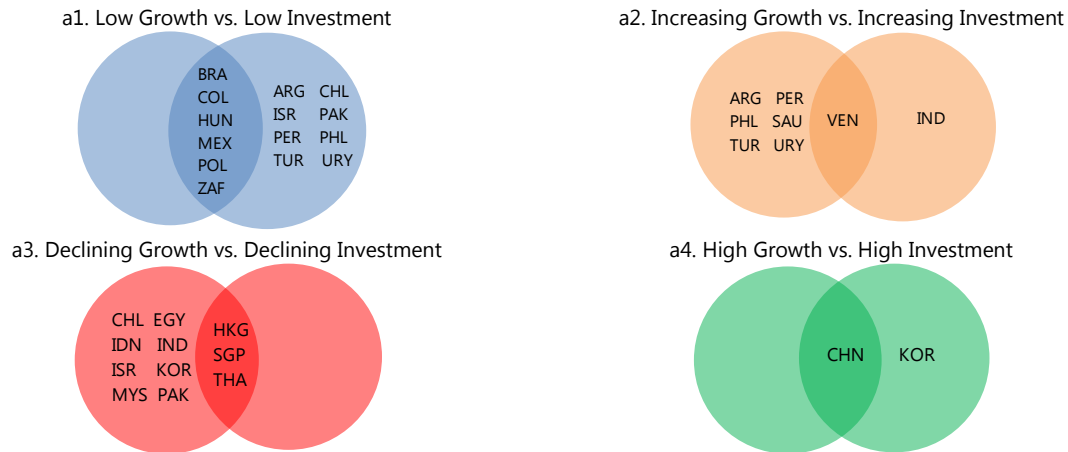 a1. Low Growth vs. Low Investment
BRA
COL
HUN
MEX
POL
ZAF
ARG CHL
ISR PAK
PER PHL
TUR URY
a2. Increasing Growth vs. Increasing Investment
ARG PER
PHL SAU
TUR URY
VEN
IND
a3. Declining Growth vs. Declining Investment
CHL EGY
IDN IND
ISR KOR
MYS PAK
HKG
SGP
THA
a4. High Growth vs. High Investment
CHN
KOR